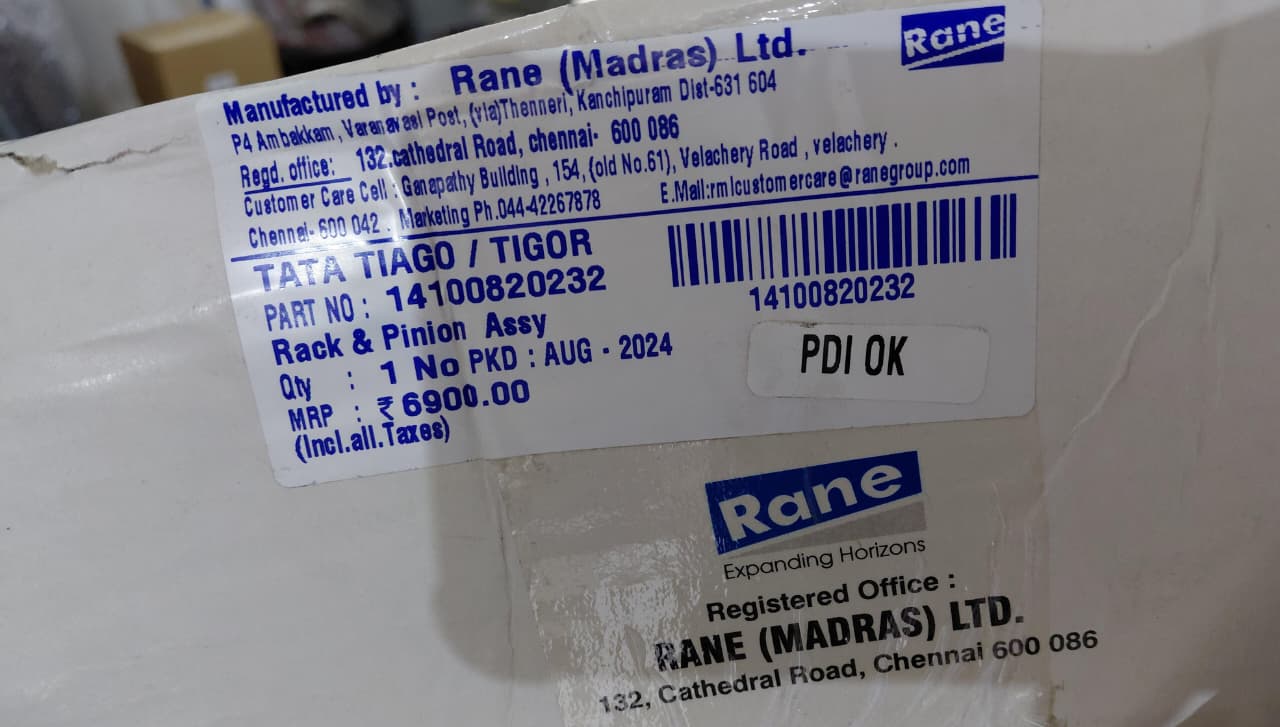 Rane
Manufactured by : Rane (Madras) Ltd.
P4 Ambakkam, Varanavasi Post, (via)Thenneri, Kanchipuram Dist-631 604
Regd. office: 132,cathedral Road, chennai- 600 086
Customer Care Cell : Ganapathy Building , 154, (old No.61), Velachery Road , velachery .
Chennai- 600 042 . Marketing Ph.044-42267878 E.Mail:rmlcustomercare@ranegroup.com
TATA TIAGO / TIGOR
PART NO : 14100820232
14100820232
Rack & Pinion Assy
Qty : 1 No PKD : AUG - 2024
PDI OK
MRP : ₹ 6900.00
(Incl.all.Taxes)
Rane
Expanding Horizons
Registered Office :
RANE (MADRAS) LTD.
132, Cathedral Road, Chennai 600 086